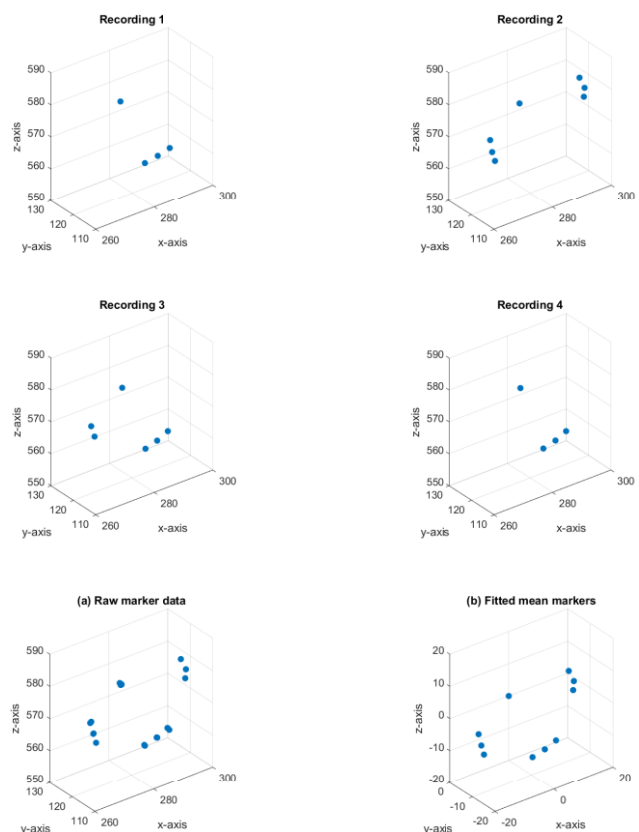 Recording 1
590
580
570
560
550
z-axis
130
120
110
y-axis
260
280
300
x-axis
Recording 2
590
580
570
560
550
z-axis
130
120
110
y-axis
260
280
300
x-axis
Recording 3
590
580
570
560
550
z-axis
130
120
110
y-axis
260
280
300
x-axis
Recording 4
590
580
570
560
550
z-axis
130
120
110
y-axis
260
280
300
x-axis
(a) Raw marker data
590
580
570
560
550
z-axis
130
120
110
y-axis
260
280
300
x-axis
(b) Fitted mean markers
20
10
0
-10
-20
z-axis
0
-10
-20
y-axis
-20
0
20
x-axis